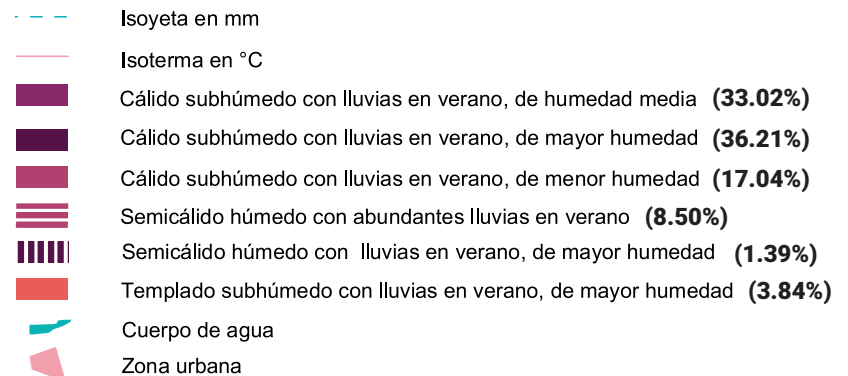 Isoyeta en mm
Isoterma en °C
Cálido subhúmedo con lluvias en verano, de humedad media (33.02%)
Cálido subhúmedo con lluvias en verano, de mayor humedad (36.21%)
Cálido subhúmedo con lluvias en verano, de menor humedad (17.04%)
Semicálido húmedo con abundantes lluvias en verano (8.50%)
Semicálido húmedo con lluvias en verano, de mayor humedad (1.39%)
Templado subhúmedo con lluvias en verano, de mayor humedad (3.84%)
Cuerpo de agua
Zona urbana